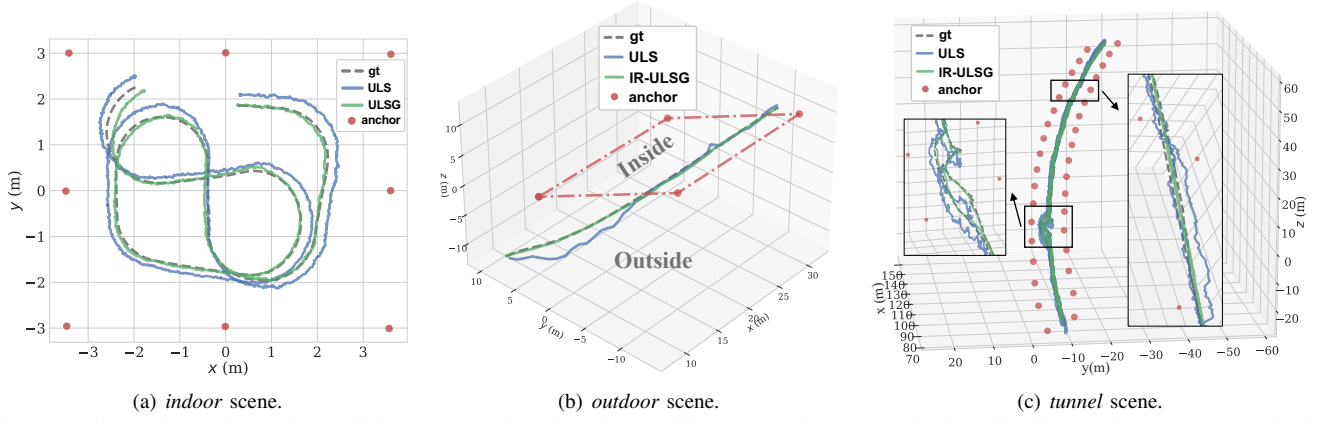 gt
ULS
ULSG
anchor
3
2
1
0
−1
−2
−3
y (m)
−3
−2
−1
0
1
2
3
x (m)
(a) indoor scene.
gt
ULS
IR-ULSG
anchor
Inside
Outside
10
5
0
−5
−10
z (m)
10
5
0
−5
−10
y (m)
10
15
20
25
30
x (m)
(b) outdoor scene.
gt
ULS
IR-ULSG
anchor
60
50
40
30
20
10
0
−10
−20
z (m)
150
140
130
120
110
100
90
80
x (m)
70
20
10
0
−10
−20
−30
−40
−50
−60
y(m)
(c) tunnel scene.